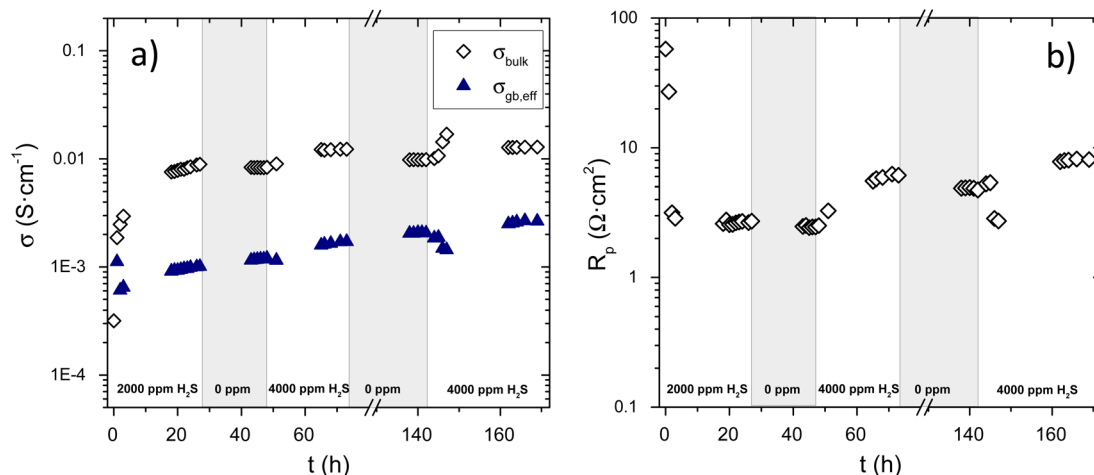 a)
σbulk
σgb,eff
0.1
0.01
1E-3
1E-4
σ (S·cm⁻¹)
2000 ppm H₂S
0 ppm
4000 ppm H₂S
0 ppm
4000 ppm H₂S
0
20
40
60
140
160
t (h)
b)
100
10
1
0.1
Rₚ (Ω·cm²)
2000 ppm H₂S
0 ppm
4000 ppm H₂S
0 ppm
4000 ppm H₂S
0
20
40
60
140
160
t (h)